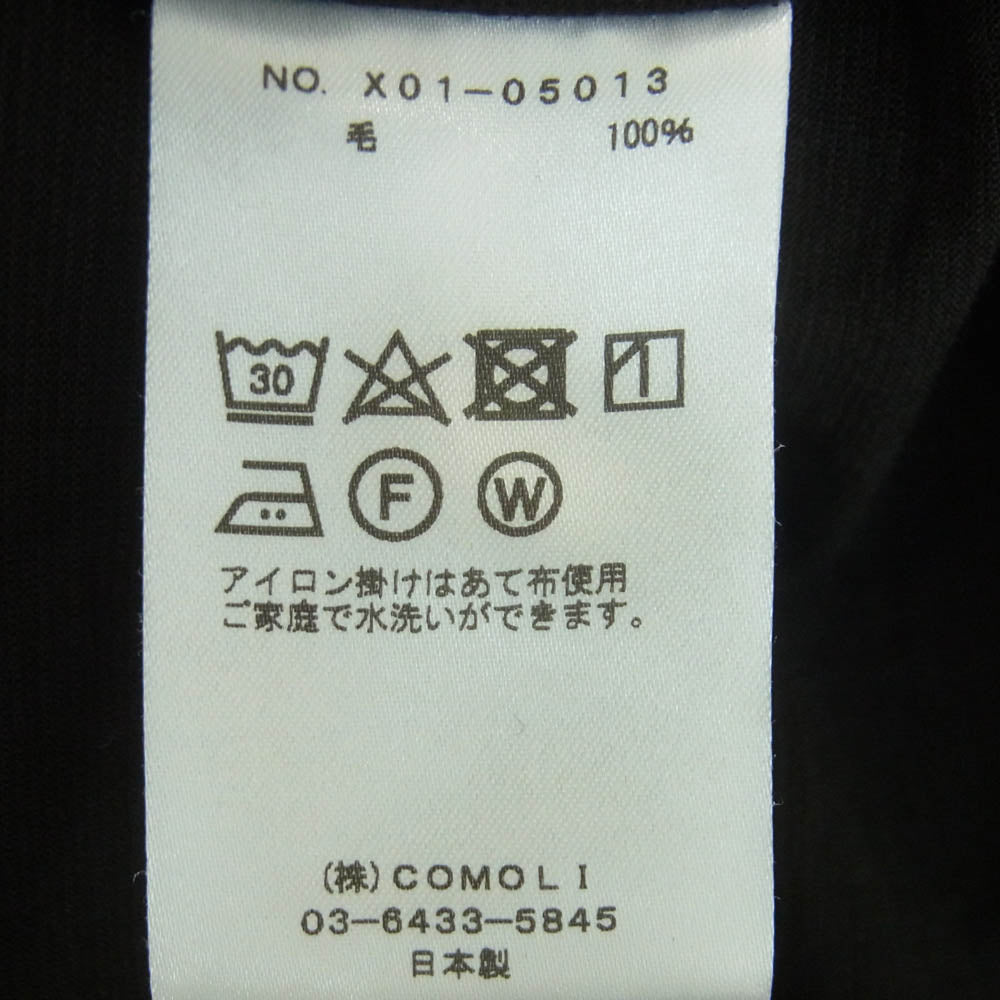 NO. X01-05013
毛 100%
30
F W
アイロン掛けはあて布使用
ご家庭で水洗いができます。
(株)COMOLI
03-6433-5845
日本製